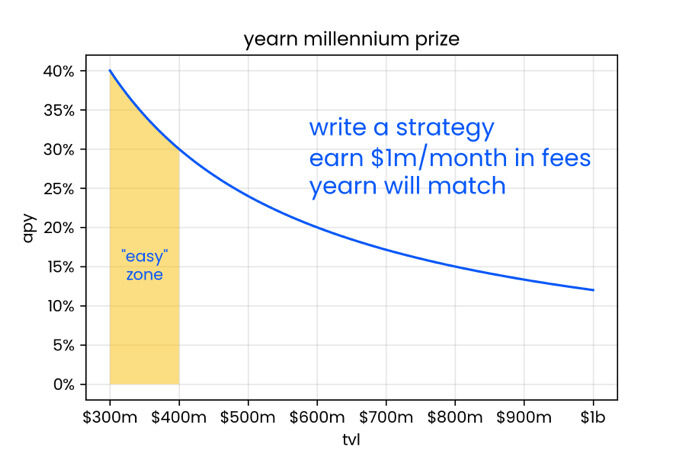 yearn millennium prize
40%
35%
30%
25%
20%
15%
10%
5%
0%
apy
write a strategy
earn $1m/month in fees
yearn will match
"easy"
zone
$300m $400m $500m $600m $700m $800m $900m $1b
tvl